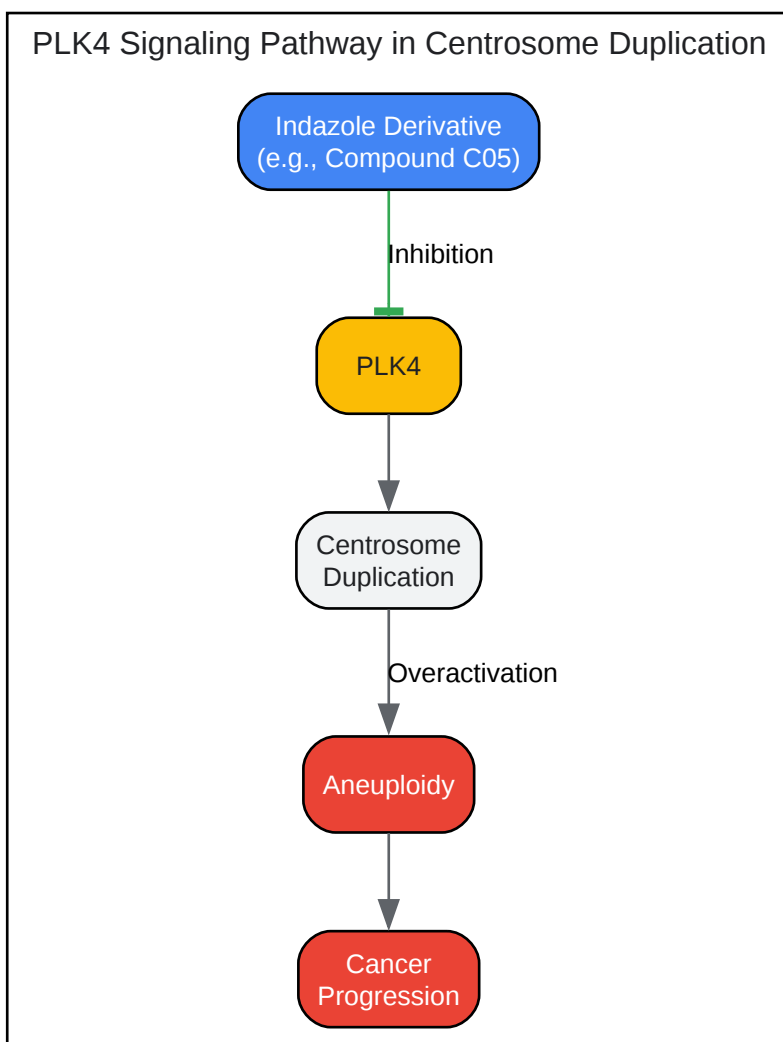 PLK4 Signaling Pathway in Centrosome Duplication
Indazole Derivative
(e.g., Compound C05)
Inhibition
PLK4
Centrosome
Duplication
Overactivation
Aneuploidy
Cancer
Progression